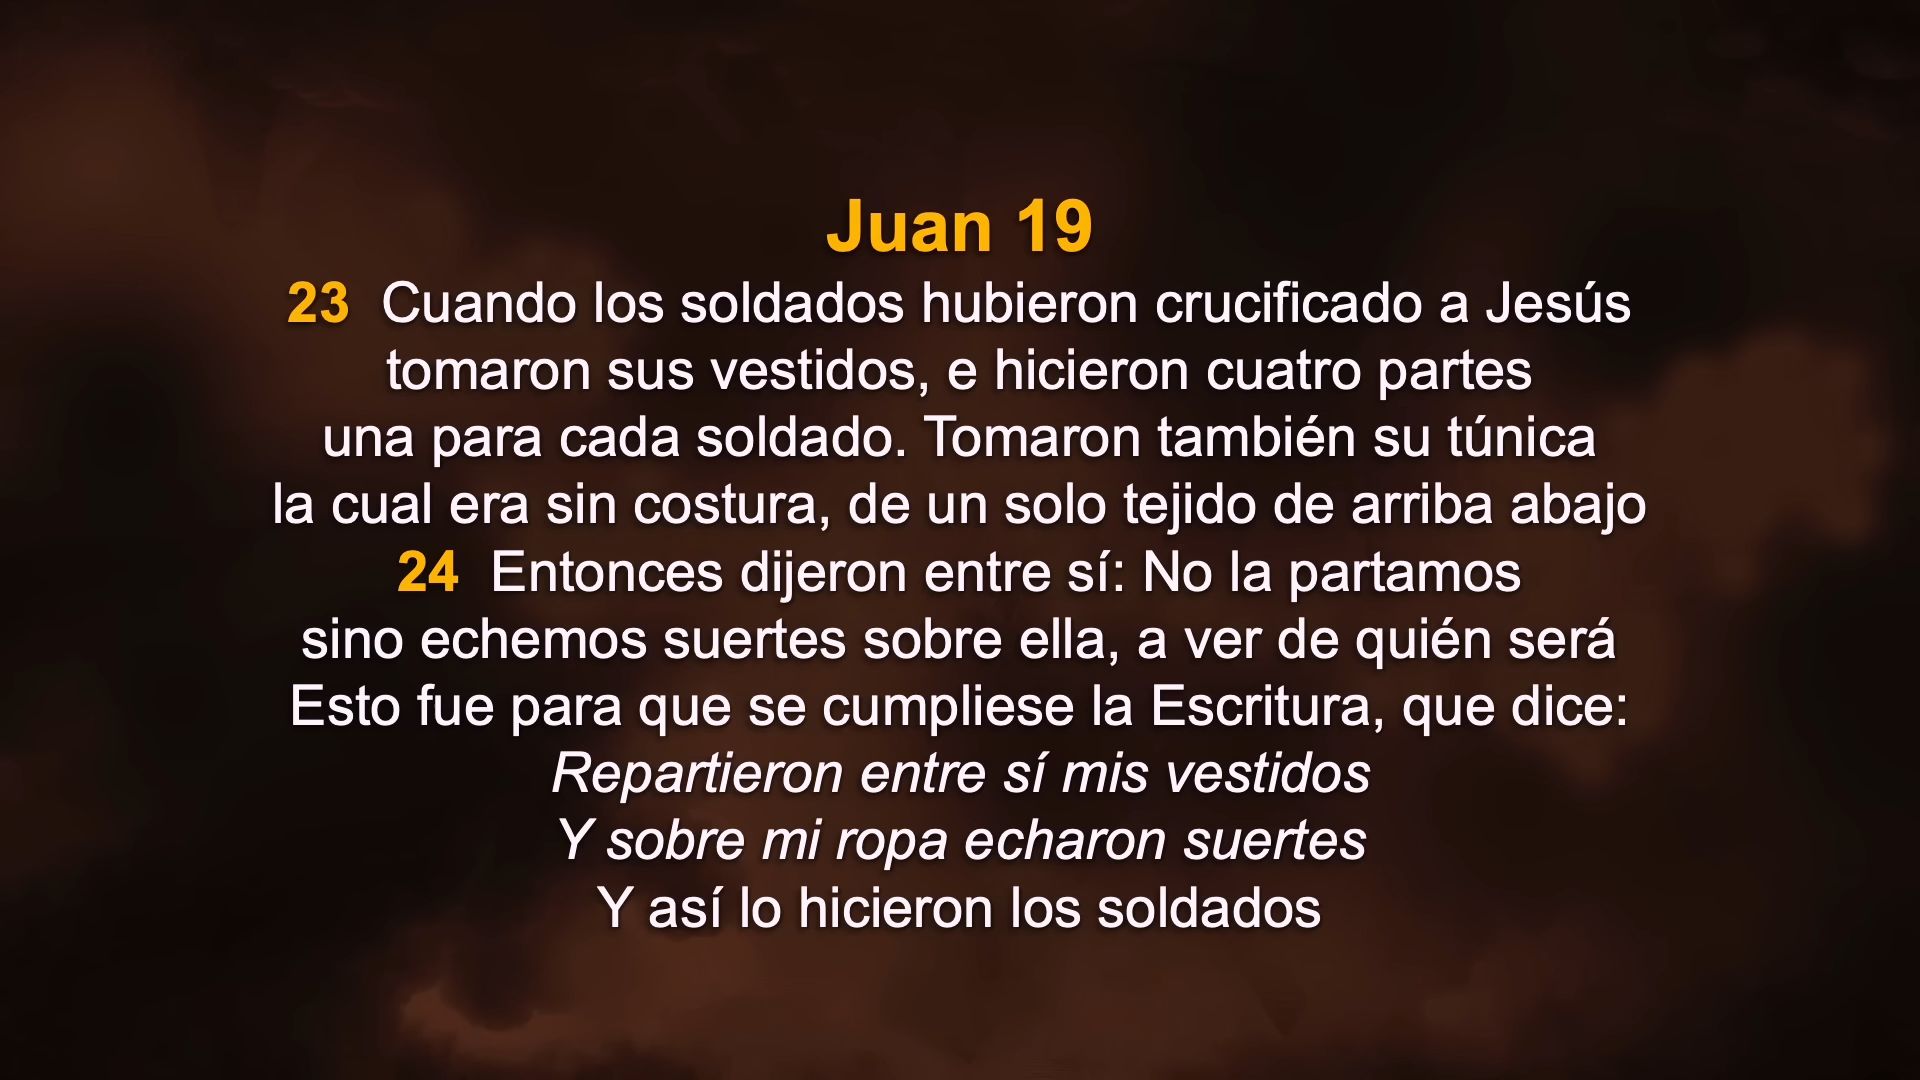 Juan 19
23 Cuando los soldados hubieron crucificado a Jesús
tomaron sus vestidos, e hicieron cuatro partes
una para cada soldado. Tomaron también su túnica
la cual era sin costura, de un solo tejido de arriba abajo
24 Entonces dijeron entre sí: No la partamos
sino echemos suertes sobre ella, a ver de quién será
Esto fue para que se cumpliese la Escritura, que dice:
Repartieron entre sí mis vestidos
Y sobre mi ropa echaron suertes
Y así lo hicieron los soldados